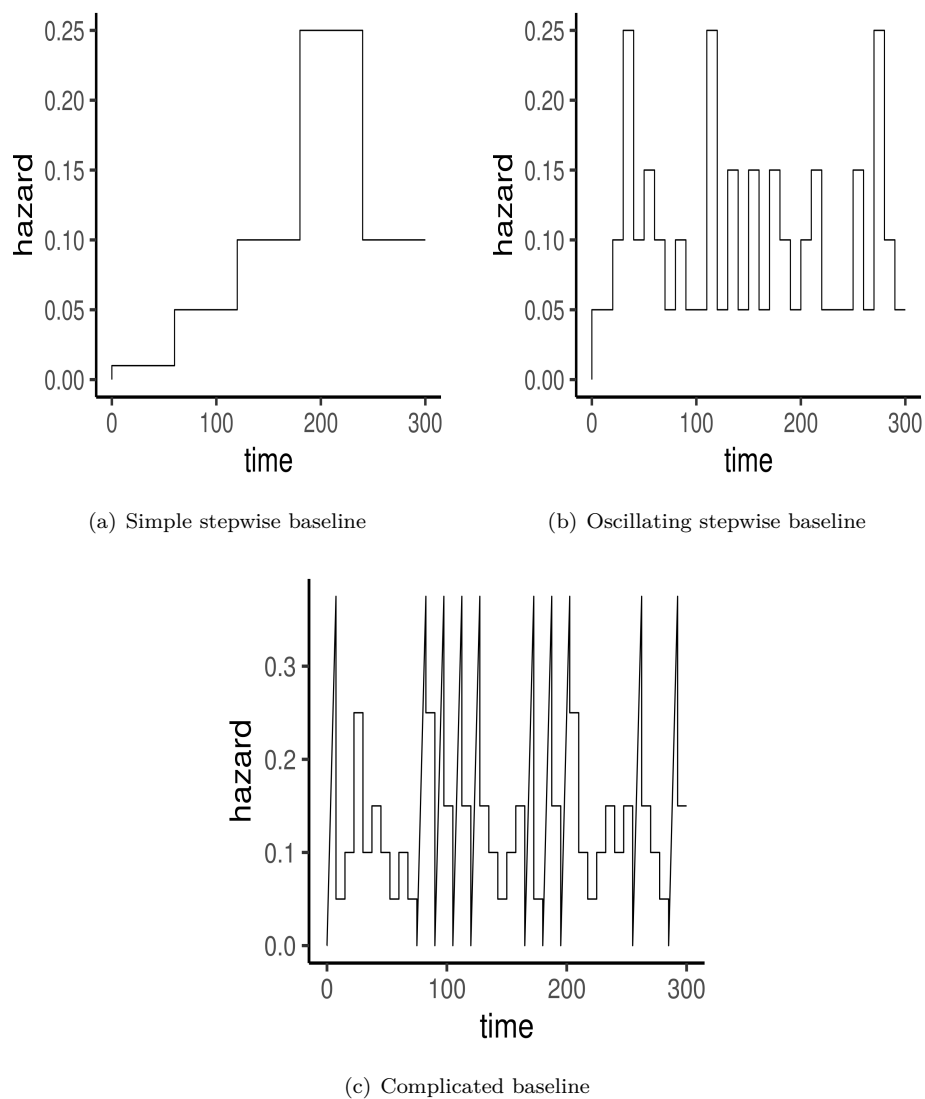 0.25
0.20
0.15
0.10
0.05
0.00
hazard
0 100 200 300
time
(a) Simple stepwise baseline
0.25
0.20
0.15
0.10
0.05
0.00
hazard
0 100 200 300
time
(b) Oscillating stepwise baseline
0.3
0.2
0.1
0.0
hazard
0 100 200 300
time
(c) Complicated baseline